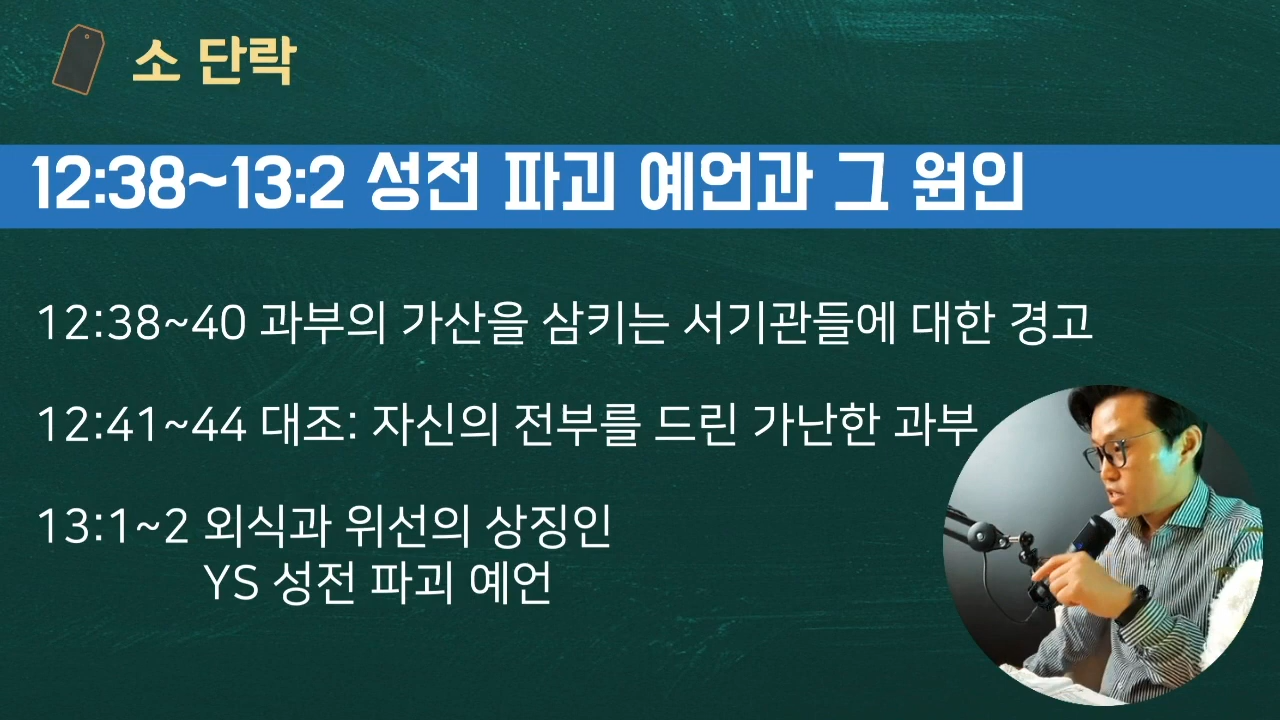 소 단락
12:38~13:2 성전 파괴 예언과 그 원인
12:38~40 과부의 가산을 삼키는 서기관들에 대한 경고
12:41~44 대조: 자신의 전부를 드린 가난한 과부
13:1~2 외식과 위선의 상징인
YS 성전 파괴 예언